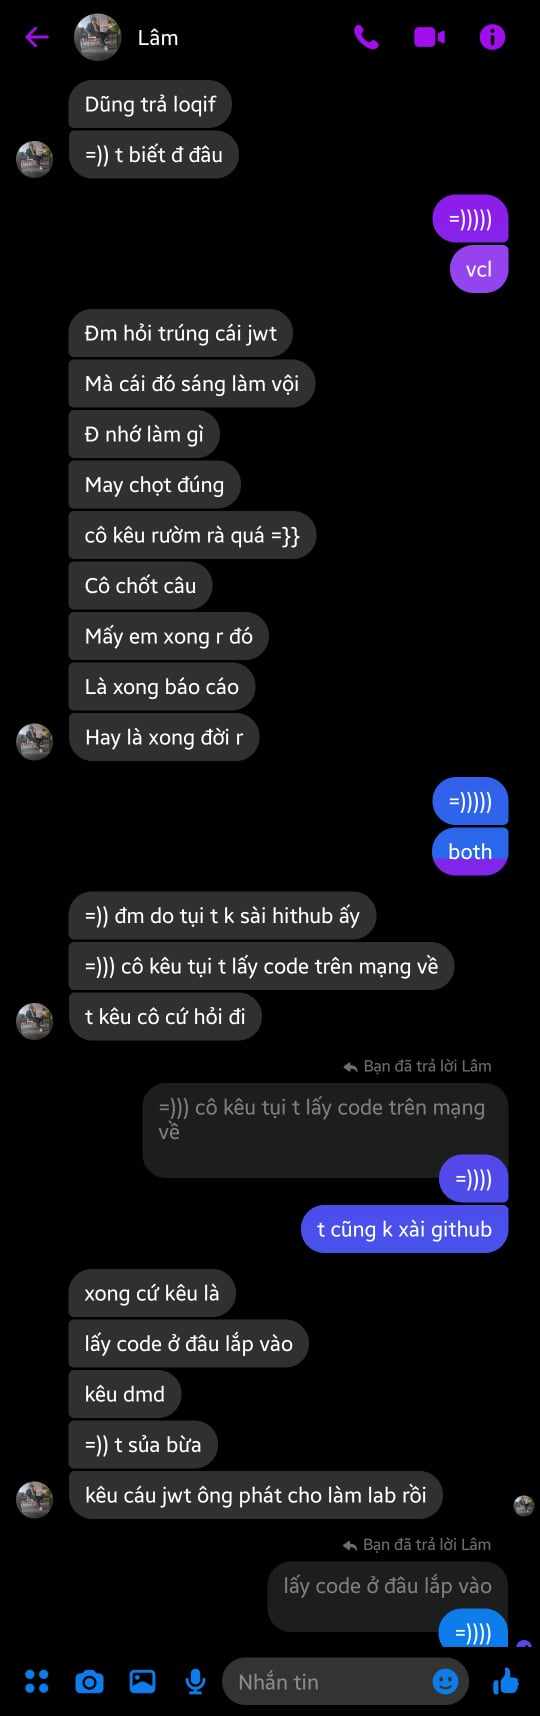 Lâm
Dũng trả loqif
=)) t biết đ đâu
=)))))
vcl
Đm hỏi trúng cái jwt
Mà cái đó sáng làm vội
Đ nhớ làm gì
May chọt đúng
cô kêu rườm rà quá =}}
Cô chốt câu
Mấy em xong r đó
Là xong báo cáo
Hay là xong đời r
=)))))
both
=)) đm do tụi t k sài hithub ấy
=))) cô kêu tụi t lấy code trên mạng về
t kêu cô cứ hỏi đi
Bạn đã trả lời Lâm
=))) cô kêu tụi t lấy code trên mạng
về
=))))
t cũng k xài github
xong cứ kêu là
lấy code ở đâu lắp vào
kêu dmd
=)) t sủa bừa
kêu cáu jwt ông phát cho làm lab rồi
Bạn đã trả lời Lâm
lấy code ở đâu lắp vào
=))))
Nhắn tin